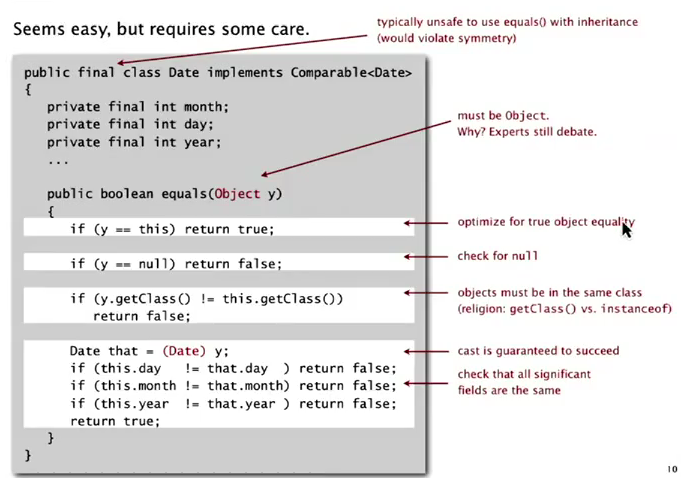 Seems easy, but requires some care.
typically unsafe to use equals() with inheritance
(would violate symmetry)
public final class Date implements Comparable<Date>
{
private final int month;
private final int day;
private final int year;
...
must be Object.
Why? Experts still debate.
public boolean equals(Object y)
{
if (y == this) return true;
optimize for true object equality
if (y == null) return false;
check for null
if (y.getClass() != this.getClass())
return false;
objects must be in the same class
(religion: getClass() vs. instanceof)
Date that = (Date) y;
cast is guaranteed to succeed
if (this.day   != that.day  ) return false;
if (this.month != that.month) return false;
if (this.year  != that.year ) return false;
return true;
check that all significant
fields are the same
}
}
10